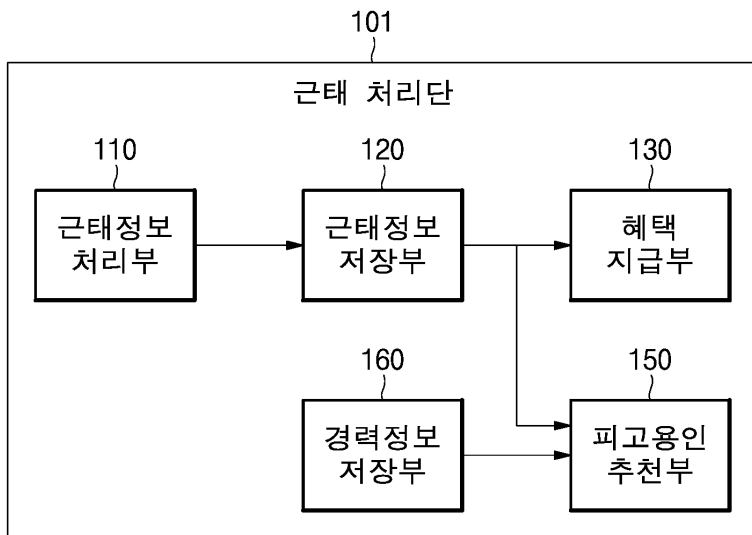 101
근태 처리단
110
120
130
근태정보
처리부
근태정보
저장부
혜택
지급부
160
150
경력정보
저장부
피고용인
추천부